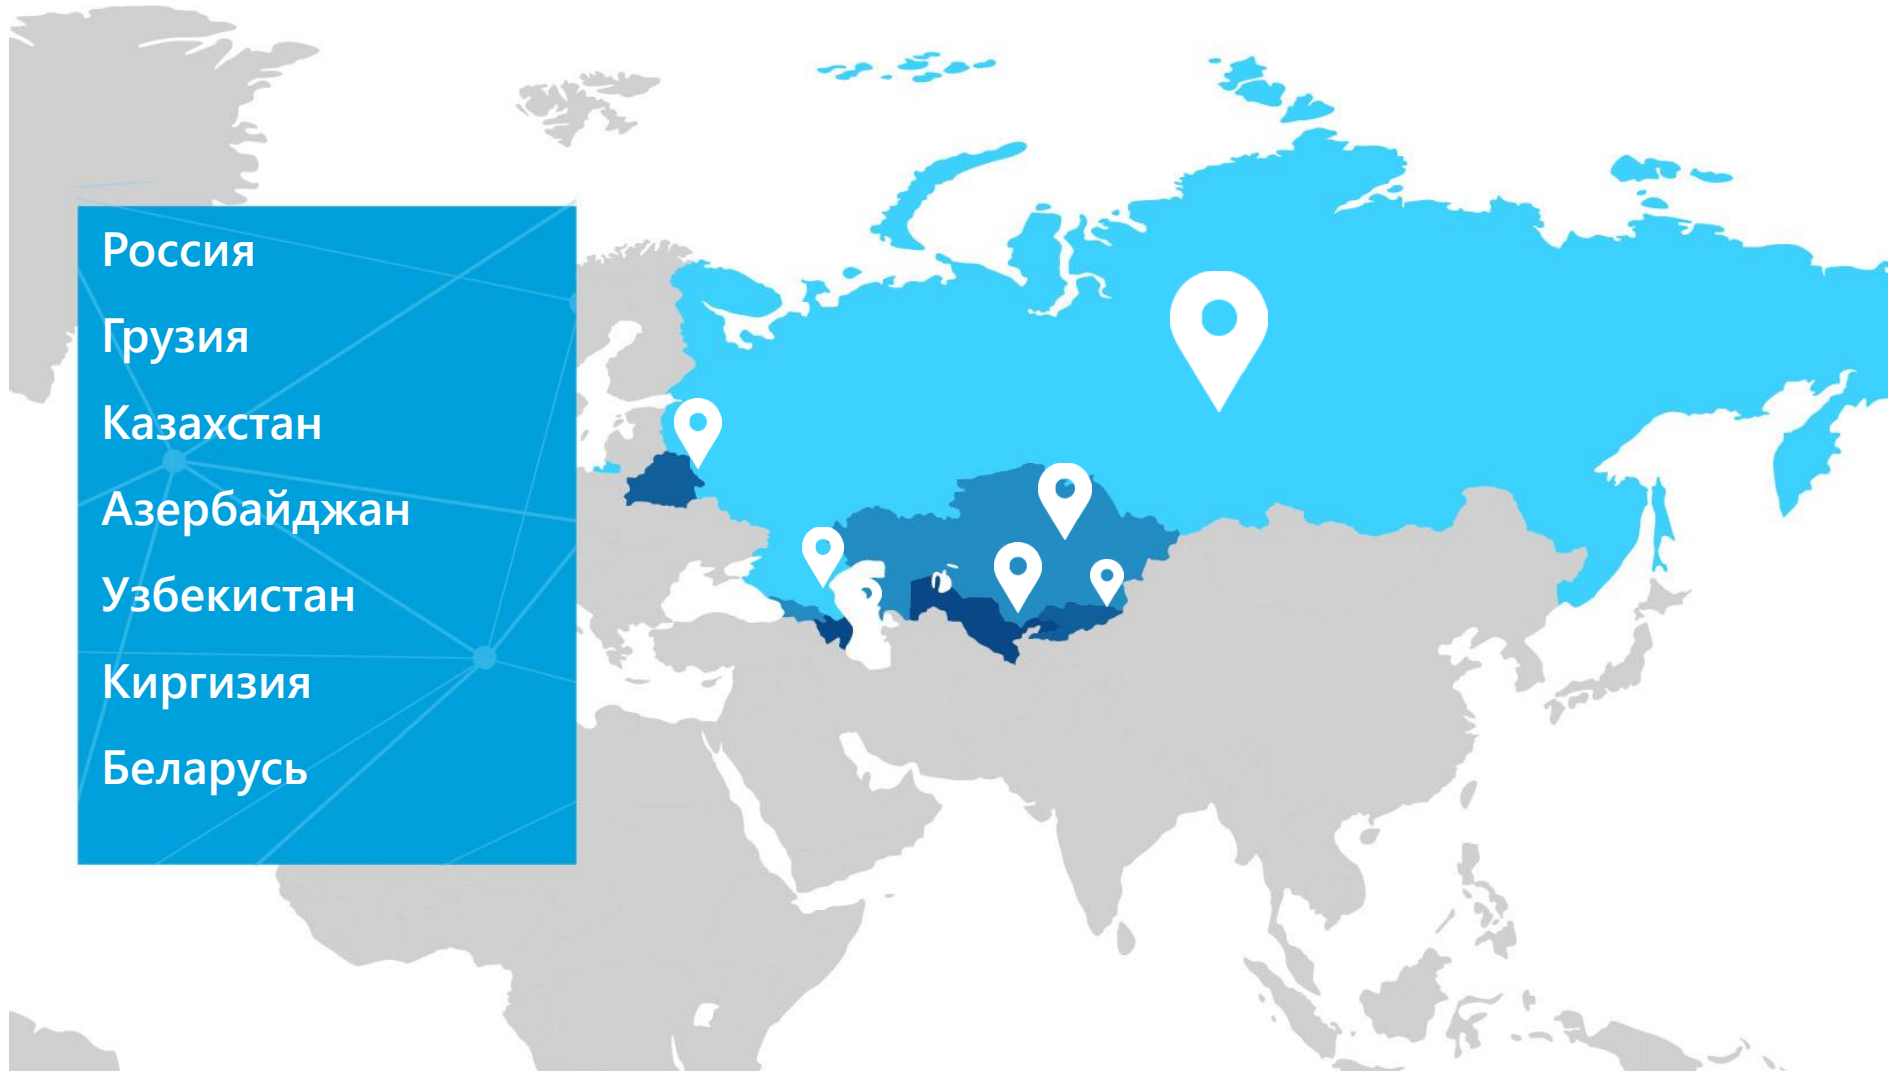 Россия
Грузия
Казахстан
Азербайджан
Узбекистан
Киргизия
Беларусь